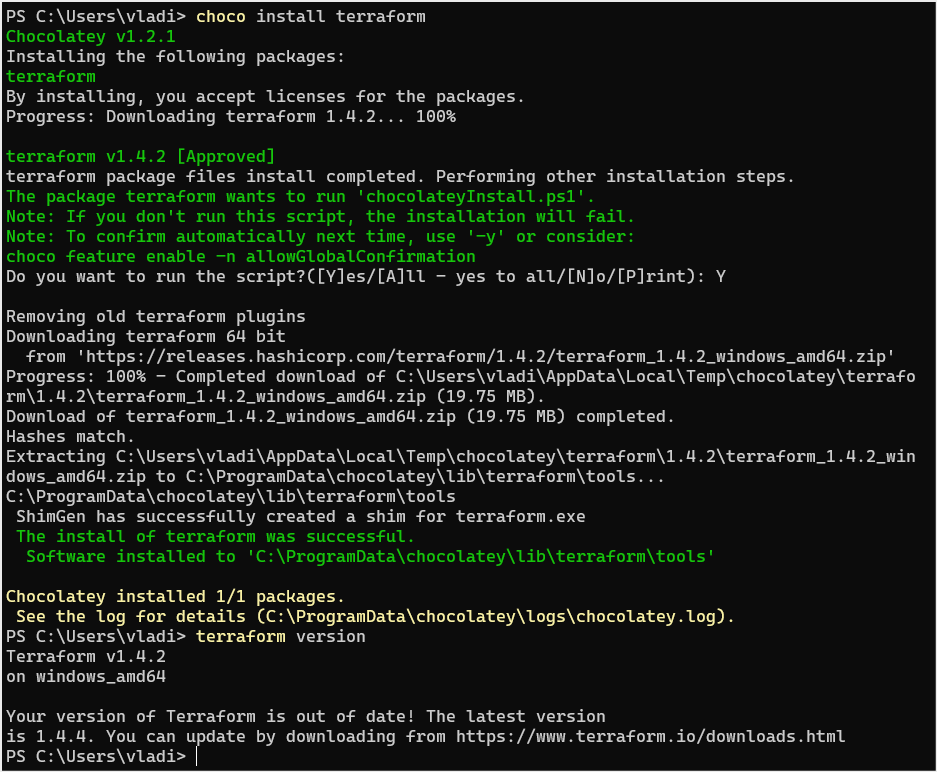 PS C:\Users\vladi> choco install terraform
Chocolatey v1.2.1
Installing the following packages:
terraform
By installing, you accept licenses for the packages.
Progress: Downloading terraform 1.4.2... 100%
terraform v1.4.2 [Approved]
terraform package files install completed. Performing other installation steps.
The package terraform wants to run 'chocolateyInstall.ps1'.
Note: If you don't run this script, the installation will fail.
Note: To confirm automatically next time, use '-y' or consider:
choco feature enable -n allowGlobalConfirmation
Do you want to run the script?([Y]es/[A]ll - yes to all/[N]o/[P]rint): Y
Removing old terraform plugins
Downloading terraform 64 bit
  from 'https://releases.hashicorp.com/terraform/1.4.2/terraform_1.4.2_windows_amd64.zip'
Progress: 100% - Completed download of C:\Users\vladi\AppData\Local\Temp\chocolatey\terrafo
rm\1.4.2\terraform_1.4.2_windows_amd64.zip (19.75 MB).
Download of terraform_1.4.2_windows_amd64.zip (19.75 MB) completed.
Hashes match.
Extracting C:\Users\vladi\AppData\Local\Temp\chocolatey\terraform\1.4.2\terraform_1.4.2_win
dows_amd64.zip to C:\ProgramData\chocolatey\lib\terraform\tools...
C:\ProgramData\chocolatey\lib\terraform\tools
 ShimGen has successfully created a shim for terraform.exe
 The install of terraform was successful.
  Software installed to 'C:\ProgramData\chocolatey\lib\terraform\tools'
Chocolatey installed 1/1 packages.
 See the log for details (C:\ProgramData\chocolatey\logs\chocolatey.log).
PS C:\Users\vladi> terraform version
Terraform v1.4.2
on windows_amd64
Your version of Terraform is out of date! The latest version
is 1.4.4. You can update by downloading from https://www.terraform.io/downloads.html
PS C:\Users\vladi>